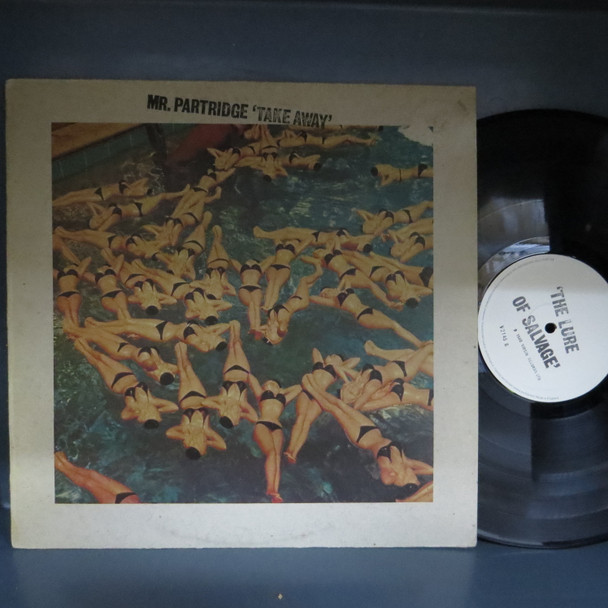 MR. PARTRIDGE 'TAKE AWAY'
'THE LURE
OF SALVAGE'